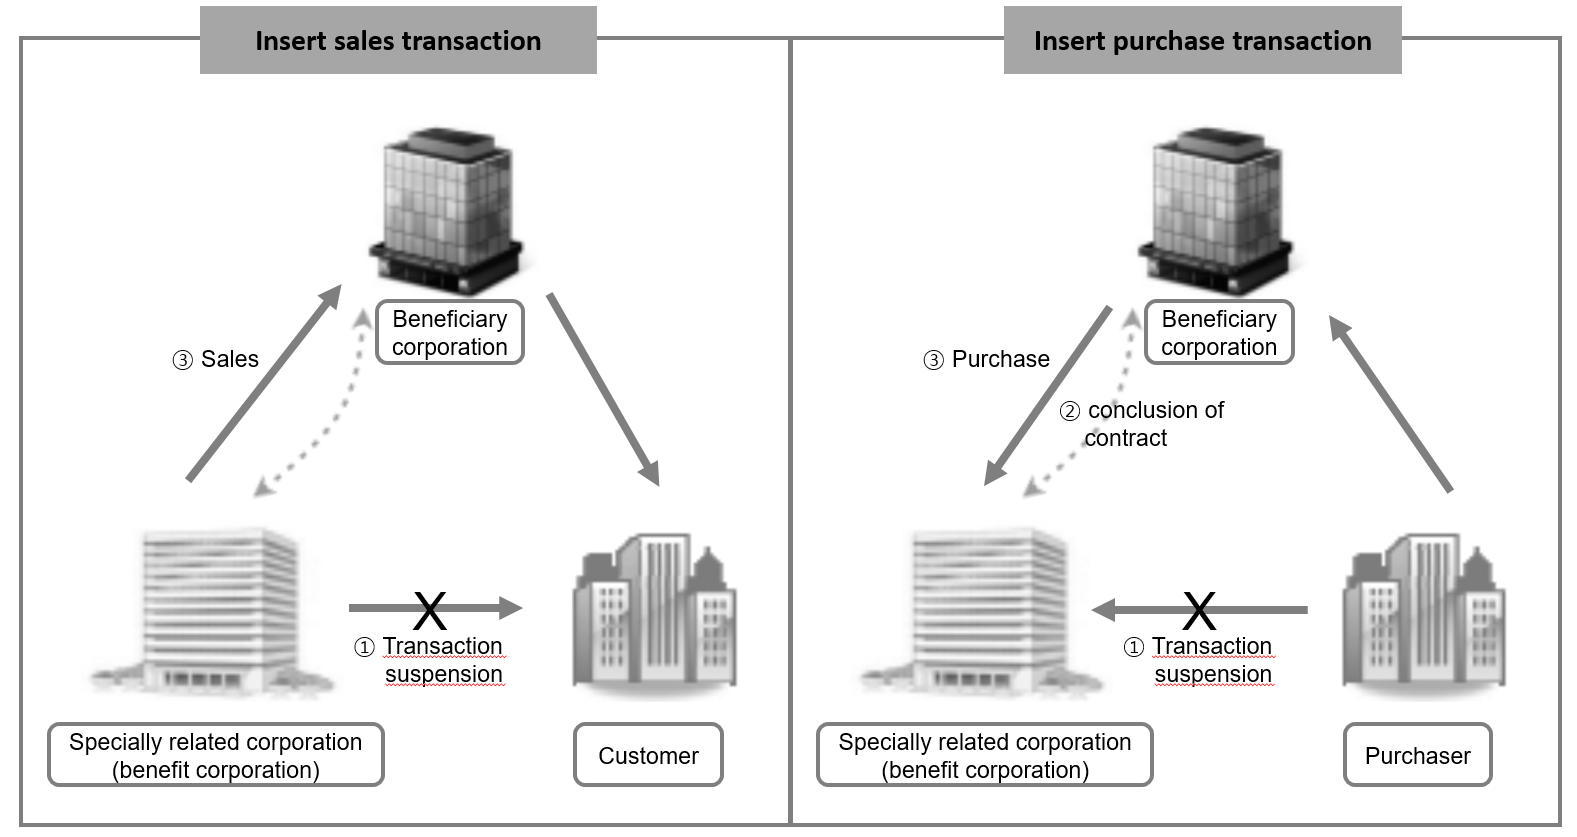 Insert sales transaction
Beneficiary
corporation
③ Sales
X
① Transaction
suspension
Specially related corporation
(benefit corporation)
Customer
Insert purchase transaction
Beneficiary
corporation
③ Purchase
② conclusion of
contract
X
① Transaction
suspension
Specially related corporation
(benefit corporation)
Purchaser